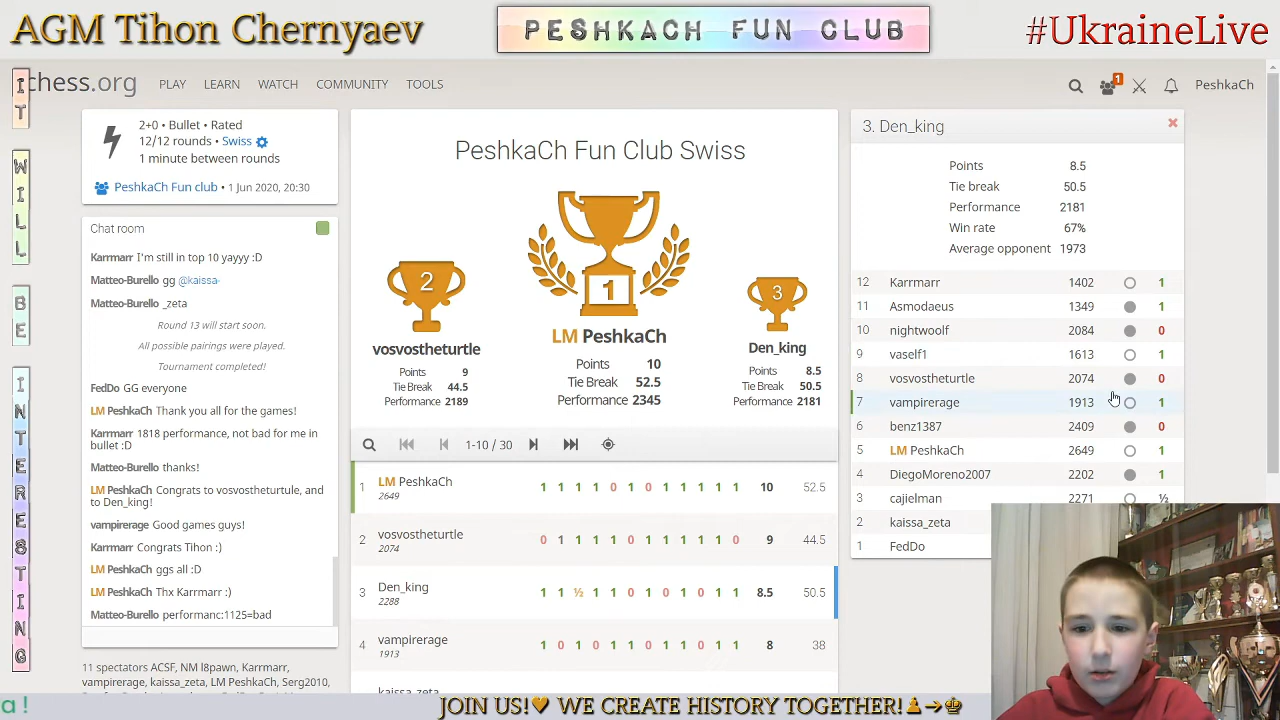 AGM Tihon Chernyaev
PESHKACH FUN CLUB
#UkraineLive
IT
WILL
BE
INTERESTING
chess.org
PLAY LEARN WATCH COMMUNITY TOOLS
1
PeshkaCh
2+0 • Bullet • Rated
12/12 rounds • Swiss
1 minute between rounds
PeshkaCh Fun club • 1 Jun 2020, 20:30
Chat room
Karrmarr I'm still in top 10 yayyy :D
Matteo-Burello gg @kaissa-
Matteo-Burello _zeta
Round 13 will start soon.
All possible pairings were played.
Tournament completed!
FedDo GG everyone
LM PeshkaCh Thank you all for the games!
Karrmarr 1818 performance, not bad for me in
bullet :D
Matteo-Burello thanks!
LM PeshkaCh Congrats to vosvostheturtule, and
to Den_king!
vampirerage Good games guys!
Karrmarr Congrats Tihon :)
LM PeshkaCh ggs all :D
LM PeshkaCh Thx Karrmarr :)
Matteo-Burello performanc:1125=bad
11 spectators ACSF, NM l8pawn, Karrmarr,
vampirerage, kaissa_zeta, LM PeshkaCh, Serg2010,
PeshkaCh Fun Club Swiss
2
vosvostheturtle
Points 9
Tie Break 44.5
Performance 2189
1
LM PeshkaCh
Points 10
Tie Break 52.5
Performance 2345
3
Den_king
Points 8.5
Tie Break 50.5
Performance 2181
1-10 / 30
1 LM PeshkaCh 1 1 1 1 0 1 0 1 1 1 1 1 10 52.5
2649
2 vosvostheturtle 0 1 1 1 1 0 1 1 1 1 1 0 9 44.5
2074
3 Den_king 1 1 ½ 1 1 0 1 0 1 0 1 1 8.5 50.5
2288
4 vampirerage 1 0 1 0 1 1 0 1 1 0 1 1 8 38
1913
kaissa_zeta
3. Den_king
Points 8.5
Tie break 50.5
Performance 2181
Win rate 67%
Average opponent 1973
12 Karrmarr 1402 1
11 Asmodaeus 1349 1
10 nightwoolf 2084 0
9 vaself1 1613 1
8 vosvostheturtle 2074 0
7 vampirerage 1913 1
6 benz1387 2409 0
5 LM PeshkaCh 2649 1
4 DiegoMoreno2007 2202 1
3 cajielman 2271 ½
2 kaissa_zeta
1 FedDo
a !
JOIN US! WE CREATE HISTORY TOGETHER!